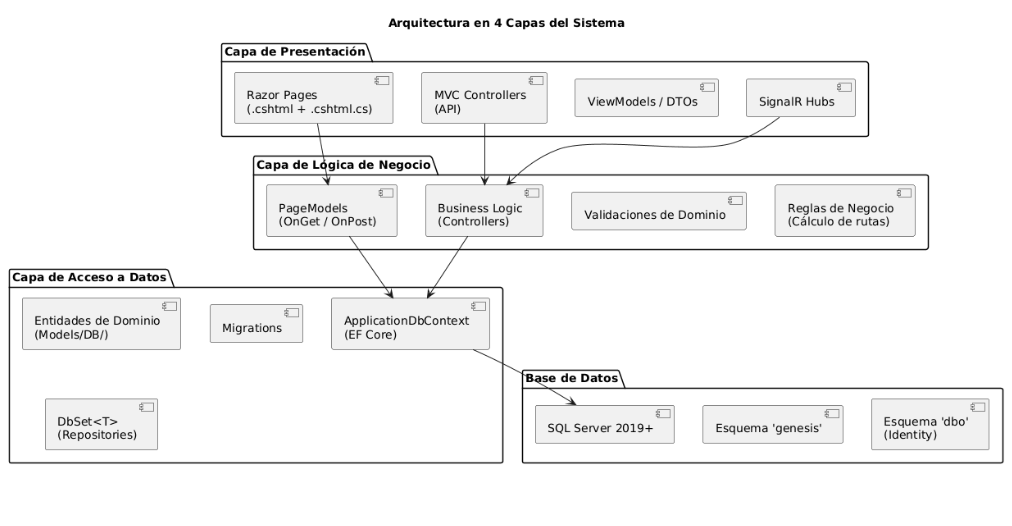 Arquitectura en 4 Capas del Sistema
Capa de Presentación
Razor Pages
(.cshtml + .cshtml.cs)
MVC Controllers
(API)
ViewModels / DTOs
SignalR Hubs
Capa de Lógica de Negocio
PageModels
(OnGet / OnPost)
Business Logic
(Controllers)
Validaciones de Dominio
Reglas de Negocio
(Cálculo de rutas)
Capa de Acceso a Datos
Entidades de Dominio
(Models/DB/)
Migrations
ApplicationDbContext
(EF Core)
DbSet<T>
(Repositories)
Base de Datos
SQL Server 2019+
Esquema 'genesis'
Esquema 'dbo'
(Identity)